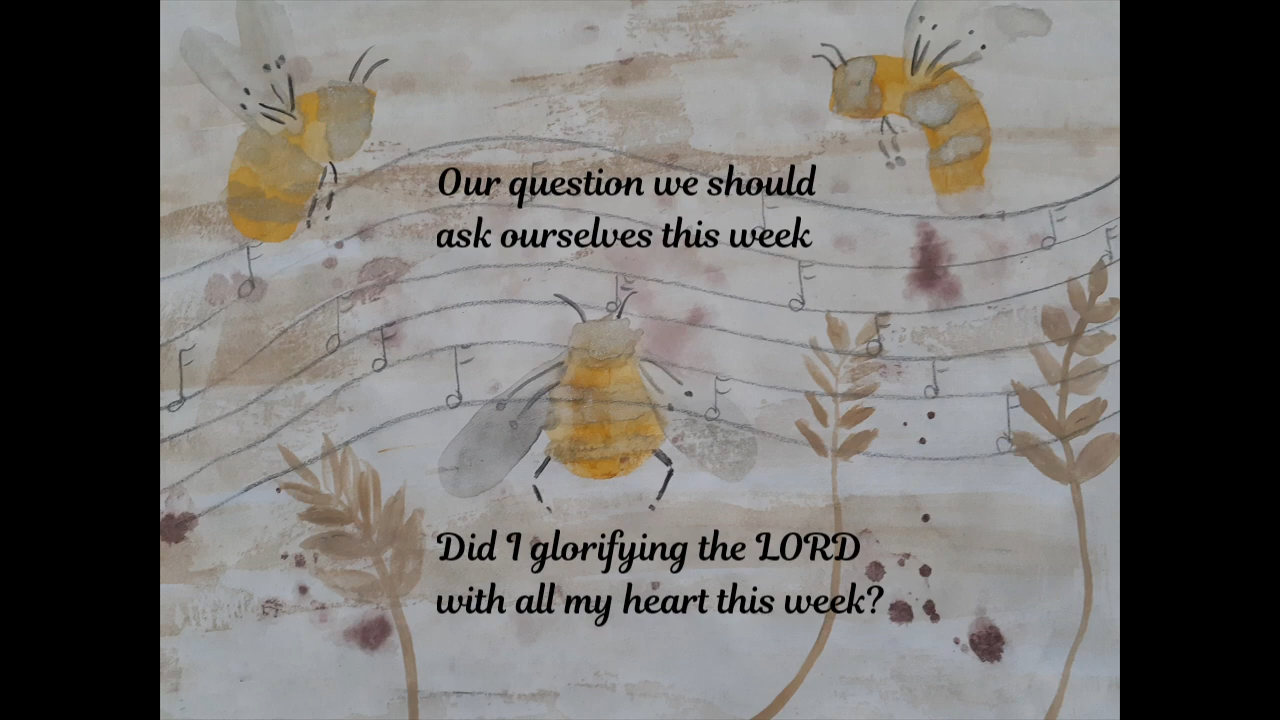 Our question we should
ask ourselves this week
Did I glorifying the LORD
with all my heart this week?